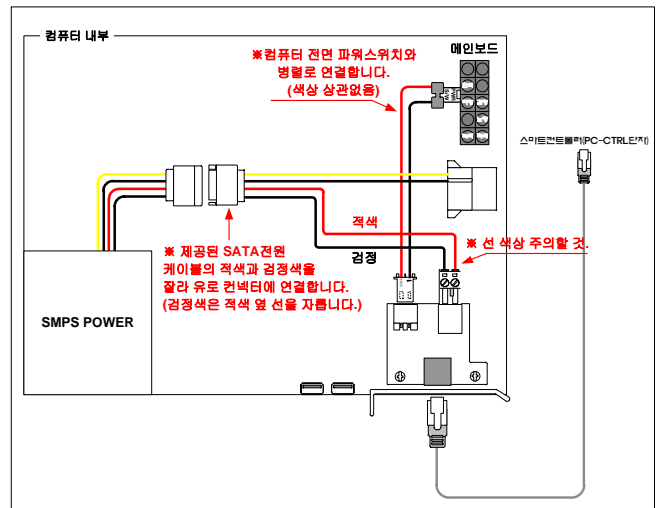 컴퓨터 내부
※컴퓨터 전면 파워스위치와
병렬로 연결합니다.
(색상 상관없음)
메인보드
스마트컨트롤러(PC-CTRL단자)
적색
※ 선 색상 주의할 것.
검정
※ 제공된 SATA전원
케이블의 적색과 검정색을
잘라 유로 컨넥터에 연결합니다.
(검정색은 적색 옆 선을 자릅니다.)
SMPS POWER